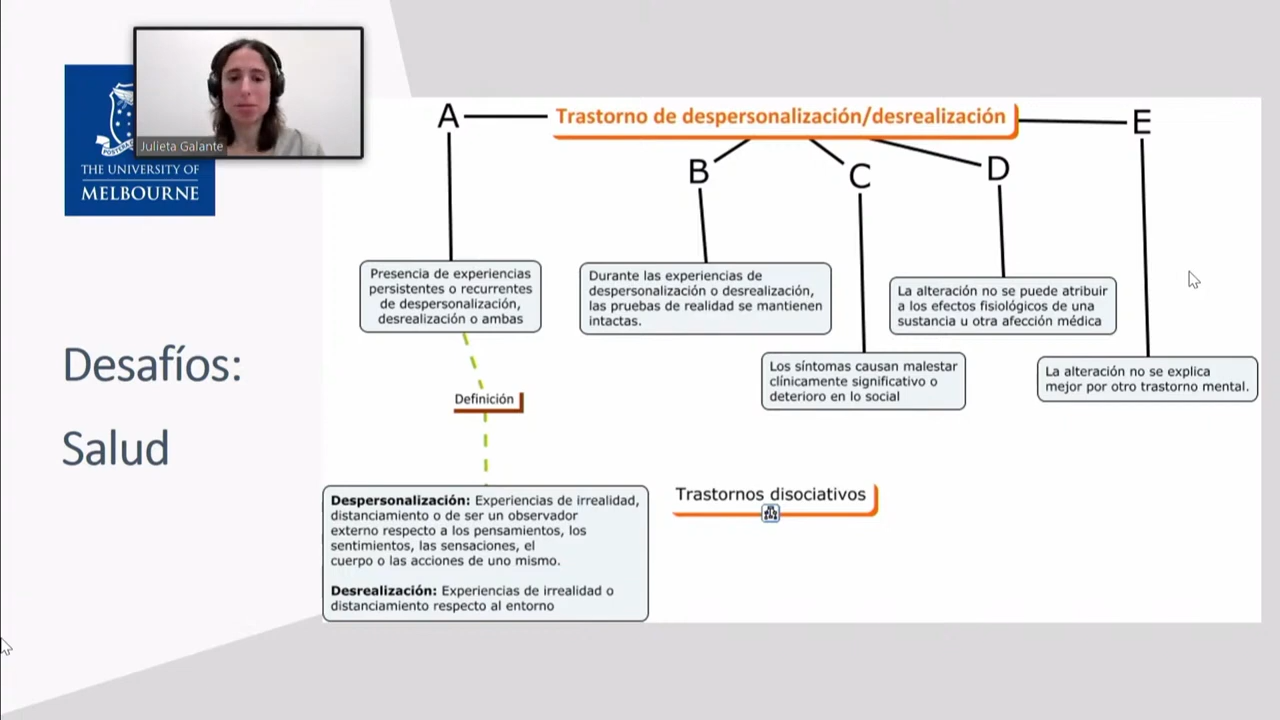 Julieta Galante
THE UNIVERSITY OF
MELBOURNE
Desafíos:
Salud
Trastorno de despersonalización/desrealización
A
B
C
D
E
Presencia de experiencias
persistentes o recurrentes
de despersonalización,
desrealización o ambas
Durante las experiencias de
despersonalización o desrealización,
las pruebas de realidad se mantienen
intactas.
Los síntomas causan malestar
clínicamente significativo o
deterioro en lo social
La alteración no se puede atribuir
a los efectos fisiológicos de una
sustancia u otra afección médica
La alteración no se explica
mejor por otro trastorno mental.
Definición
Despersonalización: Experiencias de irrealidad,
distanciamiento o de ser un observador
externo respecto a los pensamientos, los
sentimientos, las sensaciones, el
cuerpo o las acciones de uno mismo.
Desrealización: Experiencias de irrealidad o
distanciamiento respecto al entorno
Trastornos disociativos